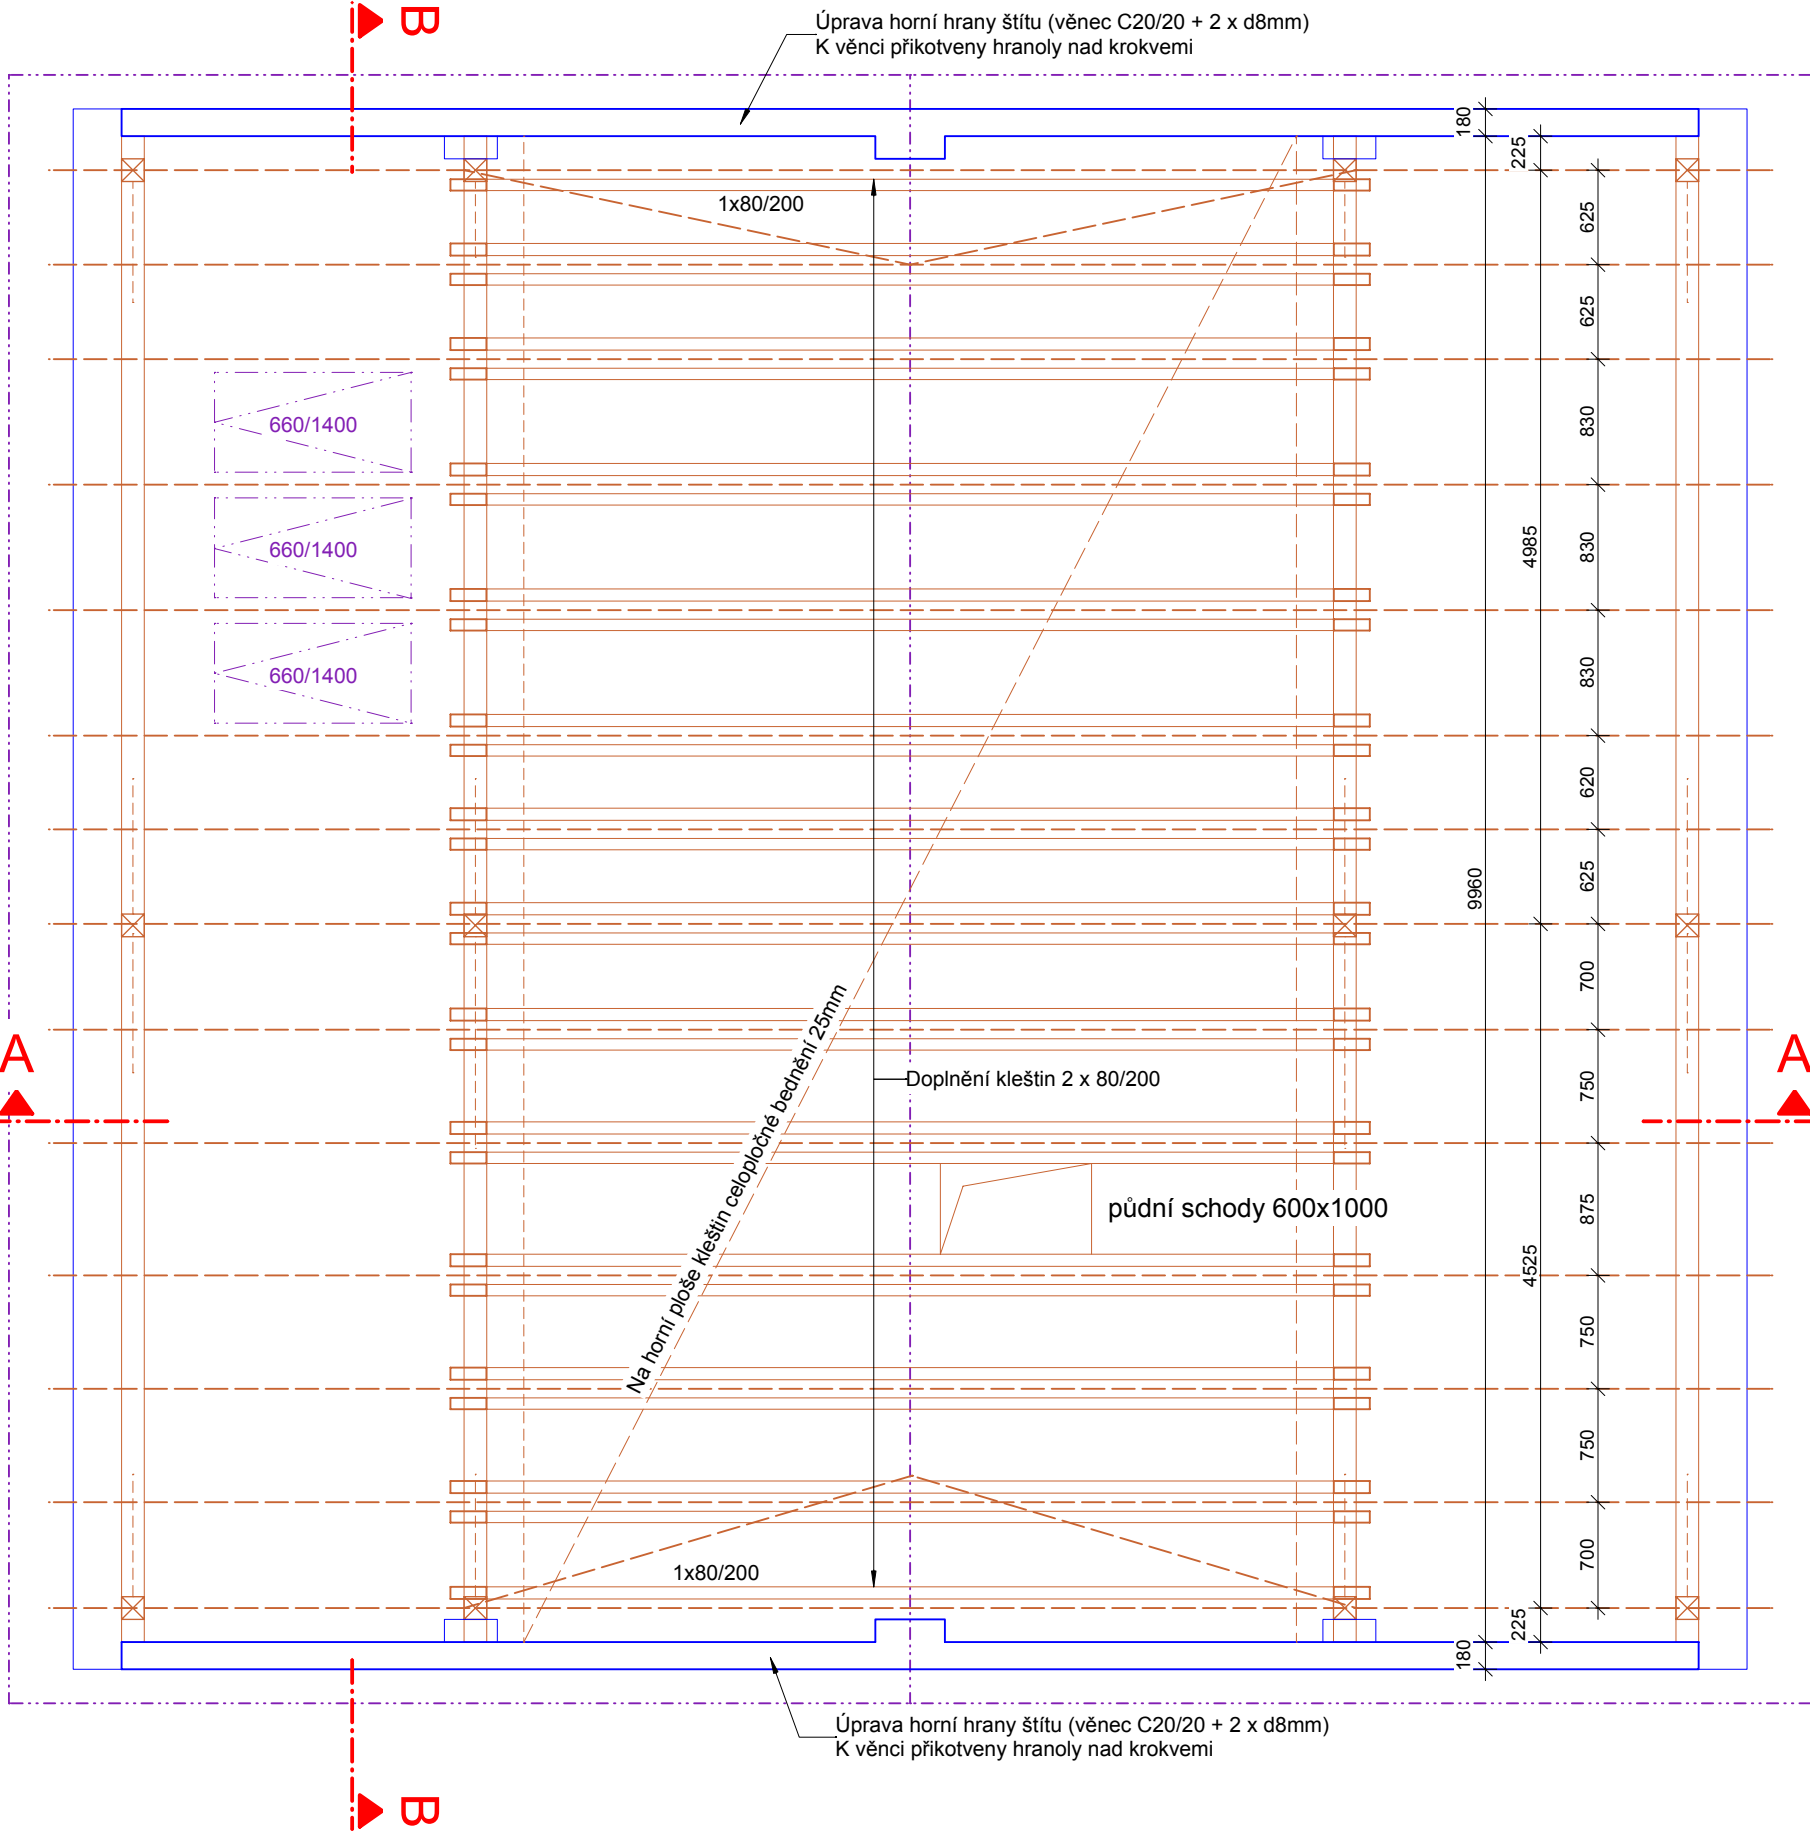 B
Úprava horní hrany štítu (věnec C20/20 + 2 x d8mm)
K věnci přikotveny hranoly nad krokvemi
180
225
1x80/200
625
625
660/1400
830
660/1400
4985
830
660/1400
830
620
9960
625
700
A
A
Na horní ploše kleštin celopločné bednění 25mm
Doplnění kleštin 2 x 80/200
750
půdní schody 600x1000
875
4525
750
750
1x80/200
700
225
180
Úprava horní hrany štítu (věnec C20/20 + 2 x d8mm)
K věnci přikotveny hranoly nad krokvemi
B